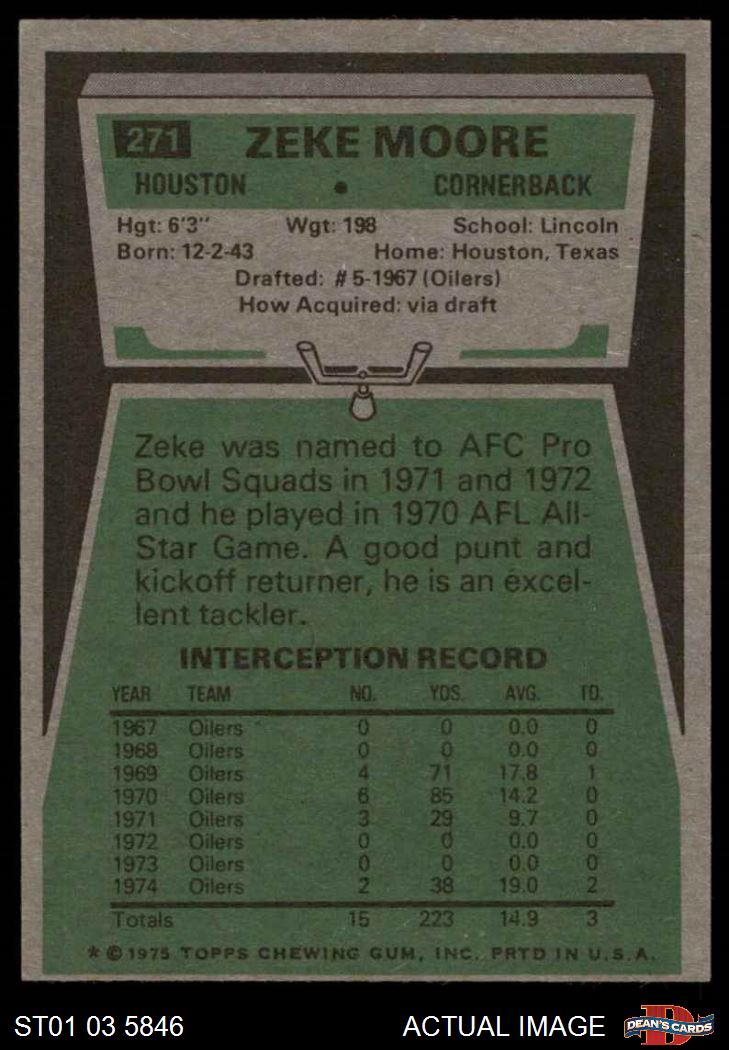 271 ZEKE MOORE
HOUSTON • CORNERBACK
Hgt: 6'3" Wgt: 198 School: Lincoln
Born: 12-2-43 Home: Houston, Texas
Drafted: #5-1967 (Oilers)
How Acquired: via draft
Zeke was named to AFC Pro
Bowl Squads in 1971 and 1972
and he played in 1970 AFL All-
Star Game. A good punt and
kickoff returner, he is an excel-
lent tackler.
INTERCEPTION RECORD
YEAR TEAM NO. YDS. AVG. TD.
1967 Oilers 0 0 0.0 0
1968 Oilers 0 0 0.0 0
1969 Oilers 4 71 17.8 1
1970 Oilers 6 85 14.2 0
1971 Oilers 3 29 9.7 0
1972 Oilers 0 0 0.0 0
1973 Oilers 0 0 0.0 0
1974 Oilers 2 38 19.0 2
Totals 15 223 14.9 3
* © 1975 TOPPS CHEWING GUM, INC. PRTD IN U.S.A.
ST01 03 5846 ACTUAL IMAGE D DEAN'S CARDS